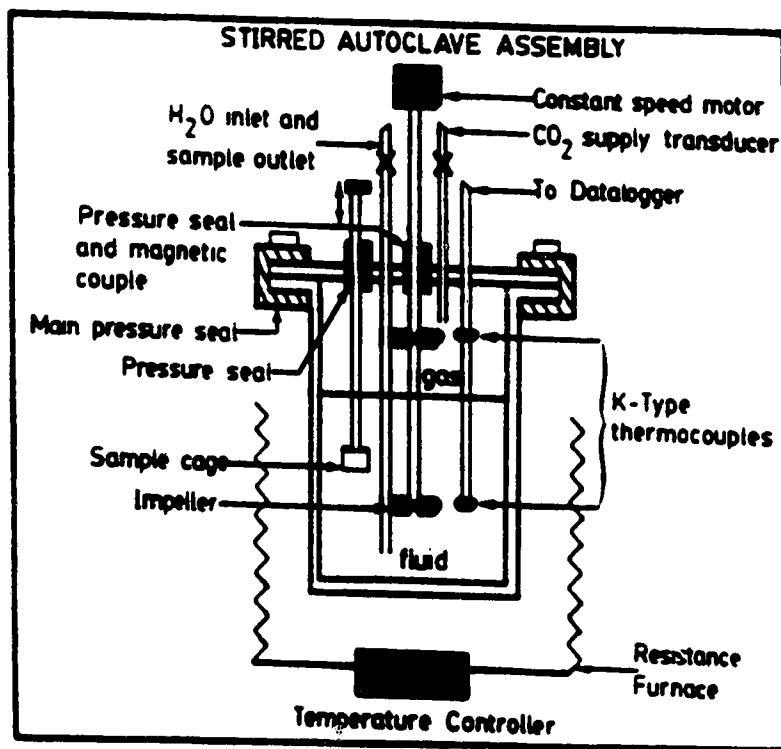 STIRRED AUTOCLAVE ASSEMBLY
Constant speed motor
H₂O inlet and
sample outlet
CO₂ supply transducer
To Datalogger
Pressure seal
and magnetic
couple
Main pressure seal
Pressure seal
gas
K-Type
thermocouples
Sample cage
Impeller
fluid
Resistance
Furnace
Temperature Controller